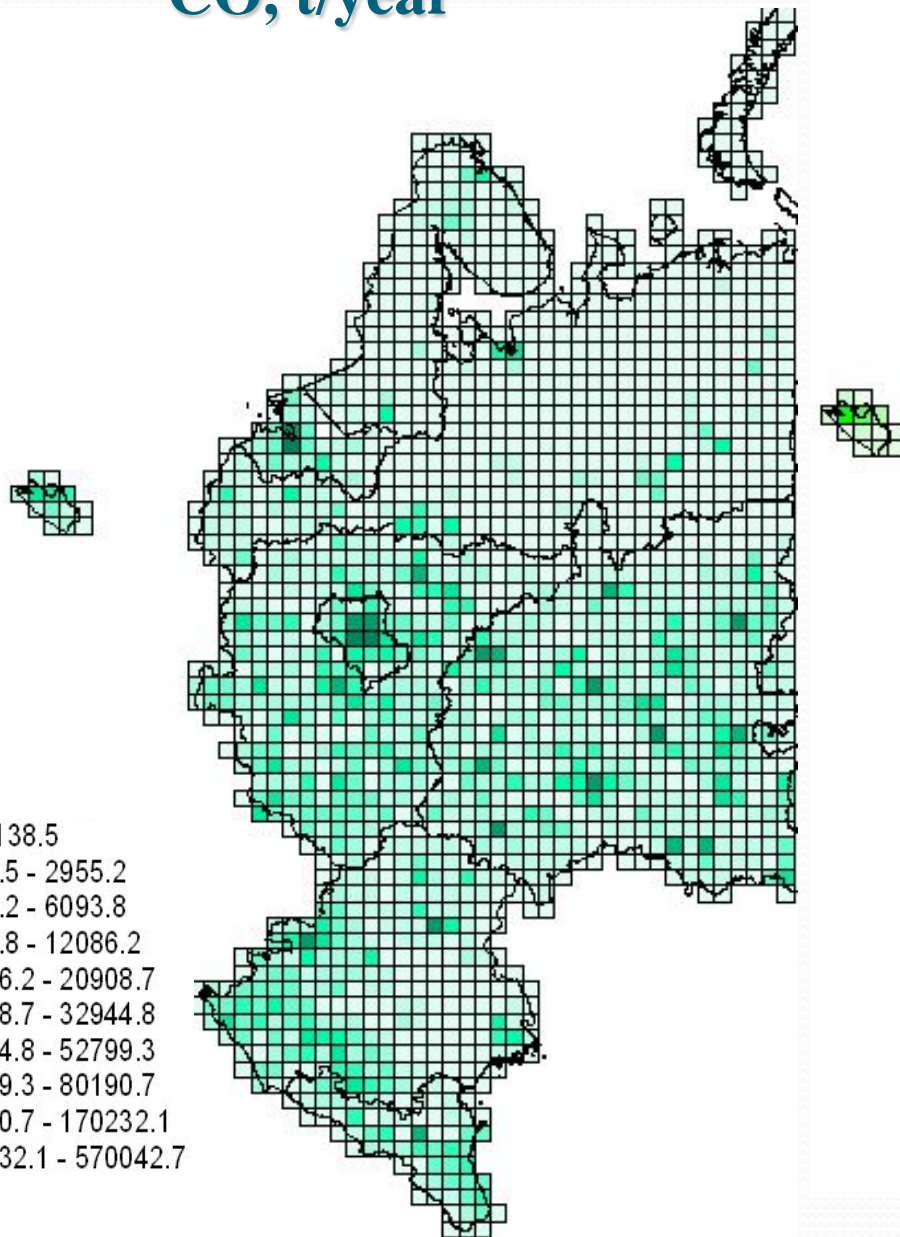 CO, t/year
138.5
.5 - 2955.2
.2 - 6093.8
.8 - 12086.2
6.2 - 20908.7
8.7 - 32944.8
4.8 - 52799.3
9.3 - 80190.7
0.7 - 170232.1
32.1 - 570042.7